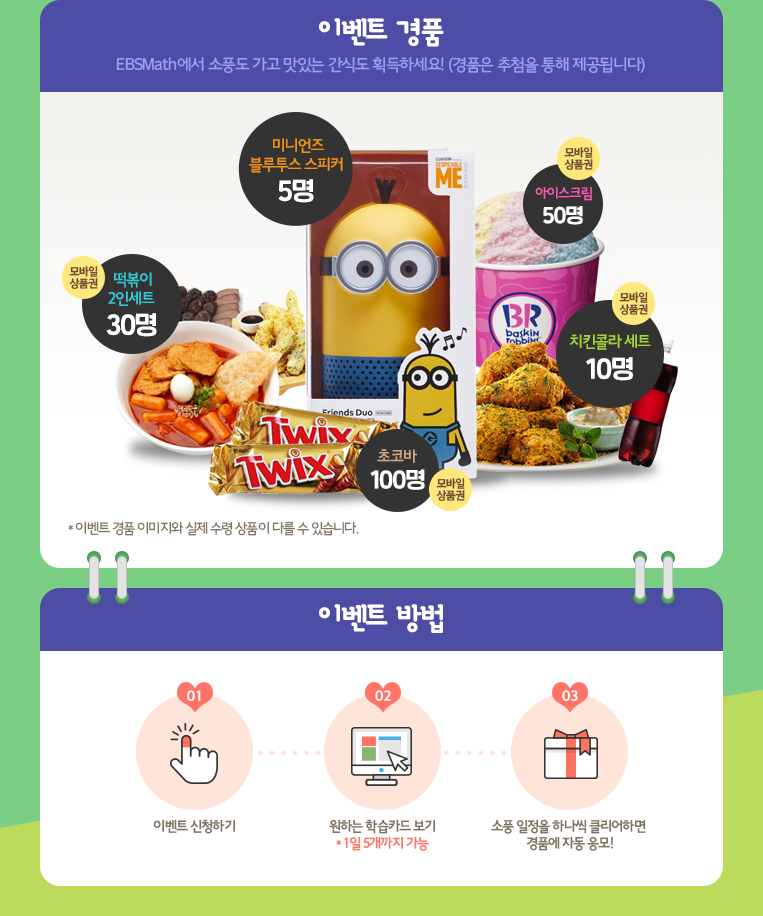 이벤트 경품
EBSMath에서 소풍도 가고 맛있는 간식도 획득하세요! (경품은 추첨을 통해 제공됩니다)
미니언즈
블루투스 스피커
5명
DESPICABLE
ME
모바일
상품권
아이스크림
50명
모바일
상품권
떡볶이
2인세트
30명
BR
baskin
robbins
모바일
상품권
치킨콜라 세트
10명
Friends Duo
Twix
Twix
초코바
100명
모바일
상품권
* 이벤트 경품 이미지와 실제 수령 상품이 다를 수 있습니다.
이벤트 방법
01
02
03
이벤트 신청하기
원하는 학습카드 보기
* 1일 5개까지 가능
소풍 일정을 하나씩 클리어하면
경품에 자동 응모!